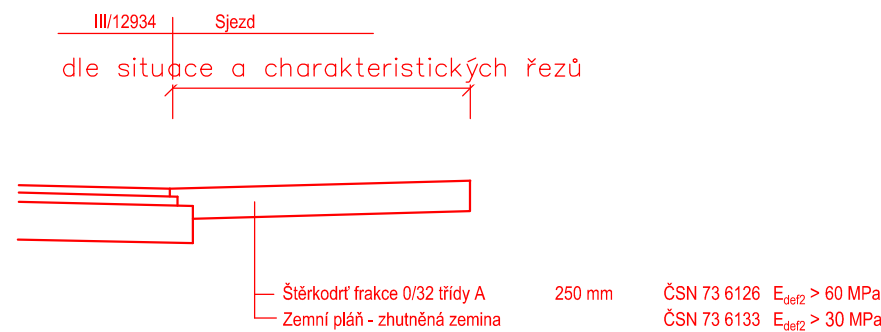 III/12934 Sjezd
dle situace a charakteristických řezů
Štěrkodrť frakce 0/32 třídy A 250 mm ČSN 73 6126 Edef2 > 60 MPa
Zemní pláň - zhutněná zemina ČSN 73 6133 Edef2 > 30 MPa